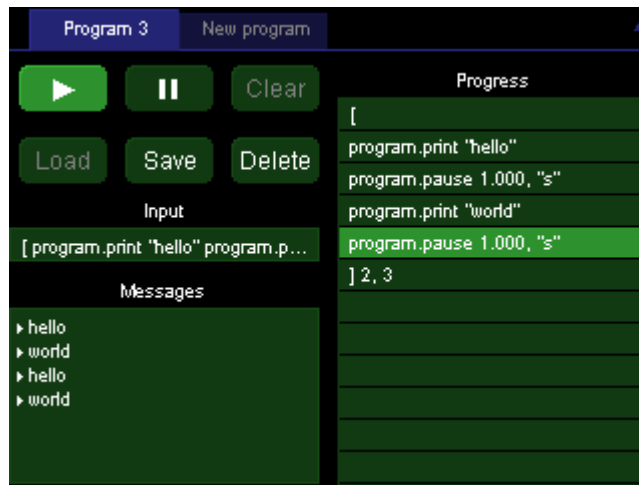 Program 3 New program
Clear
Load Save Delete
Input
[ program.print "hello" program.p...
Messages
hello
world
hello
world
Progress
[
program.print "hello"
program.pause 1.000, "s"
program.print "world"
program.pause 1.000, "s"
] 2, 3